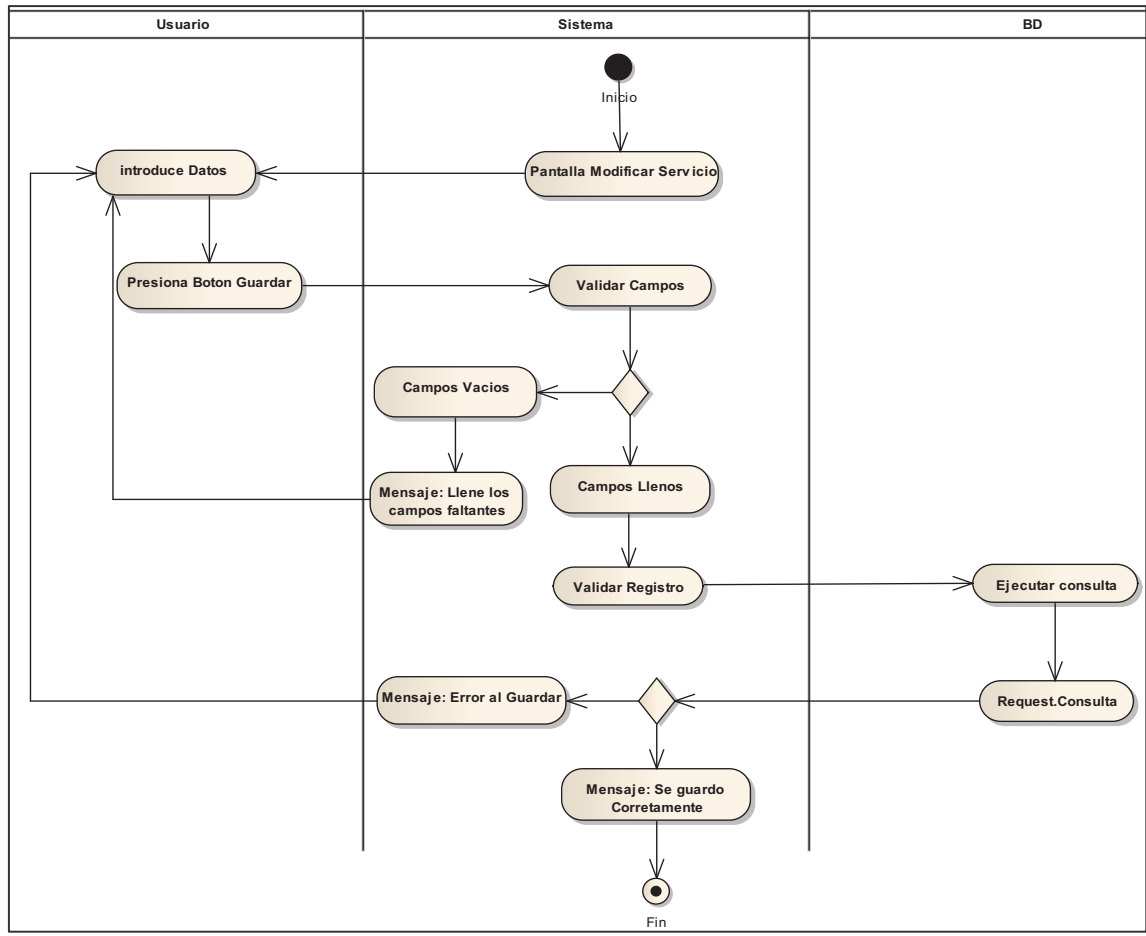 Usuario
Sistema
BD
Inicio
introduce Datos
Pantalla Modificar Servicio
Presiona Boton Guardar
Validar Campos
Campos Vacios
Mensaje: Llene los
campos faltantes
Campos Llenos
Validar Registro
Ejecutar consulta
Mensaje: Error al Guardar
Request.Consulta
Mensaje: Se guardo
Corretamente
Fin